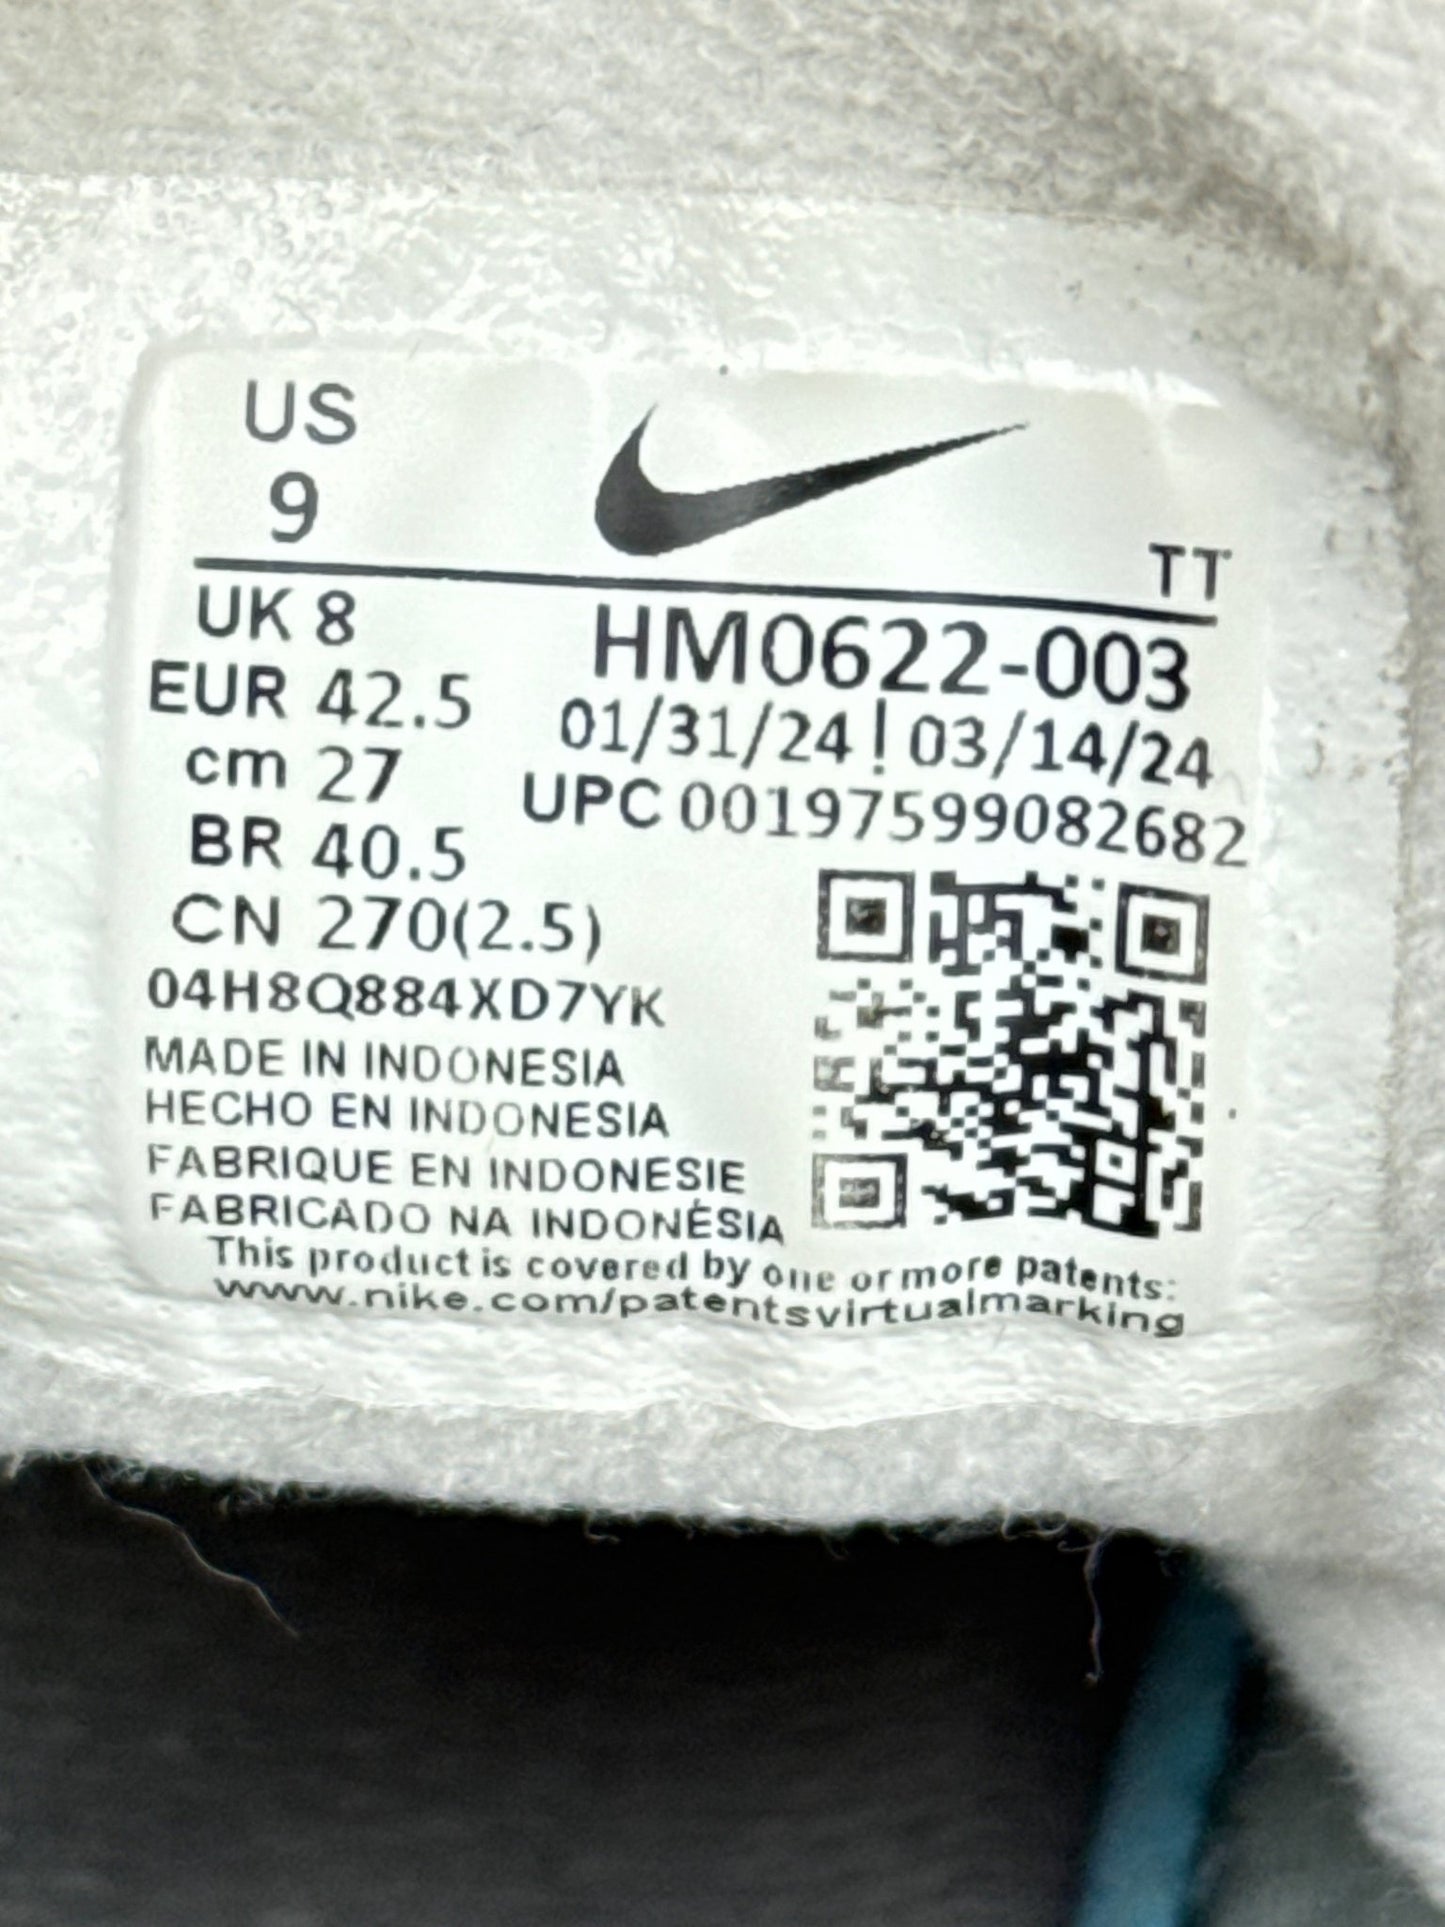 US
9
TT
UK 8
EUR 42.5
cm 27
BR 40.5
CN 270(2.5)
HM0622-003
01/31/24 ! 03/14/24
UPC 00197599082682
04H8Q884XD7YK
MADE IN INDONESIA
HECHO EN INDONESIA
FABRIQUE EN INDONESIE
FABRICADO NA INDONÉSIA
This product is covered by one or more patents:
www.nike.com/patentsvirtualmarking